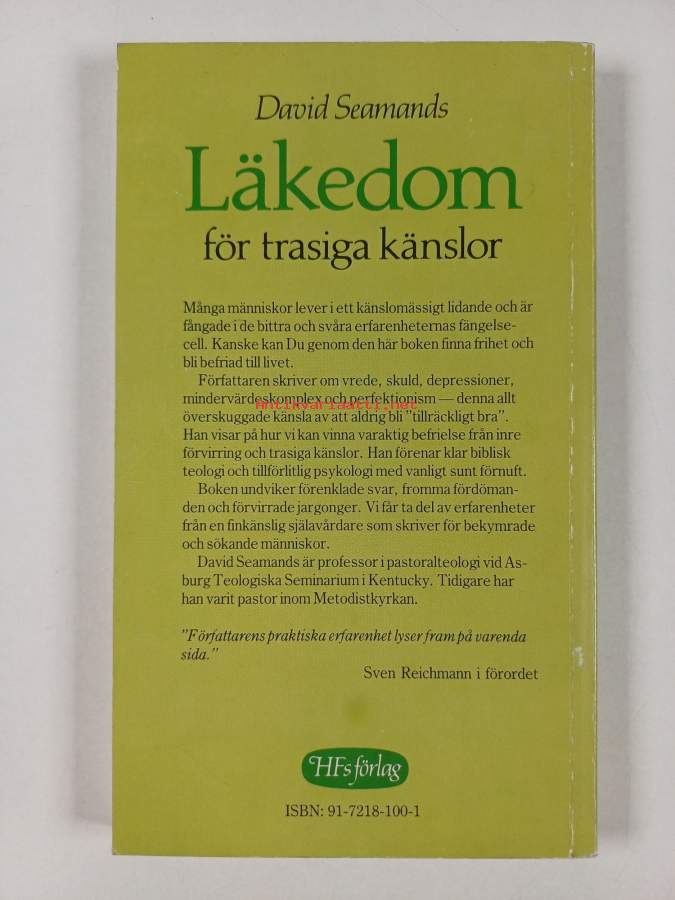 David Seamands
Läkedom
för trasiga känslor
Många människor lever i ett känslomässigt lidande och är
fångade i de bittra och svåra erfarenheternas fängelse-
cell. Kanske kan Du genom den här boken finna frihet och
bli befriad till livet.
Författaren skriver om vrede, skuld, depressioner,
mindervärdeskomplex och perfektionism — denna allt
Antikvariaatti.net
överskuggade känsla av att aldrig bli "tillräckligt bra".
Han visar på hur vi kan vinna varaktig befrielse från inre
förvirring och trasiga känslor. Han förenar klar biblisk
teologi och tillförlitlig psykologi med vanligt sunt förnuft.
Boken undviker förenklade svar, fromma fördöman-
den och förvirrade jargonger. Vi får ta del av erfarenheter
från en finkänslig själavårdare som skriver för bekymrade
och sökande människor.
David Seamands är professor i pastoralteologi vid As-
burg Teologiska Seminarium i Kentucky. Tidigare har
han varit pastor inom Metodistkyrkan.
"Författarens praktiska erfarenhet lyser fram på varenda
sida."
Sven Reichmann i förordet
HFs förlag
ISBN: 91-7218-100-1